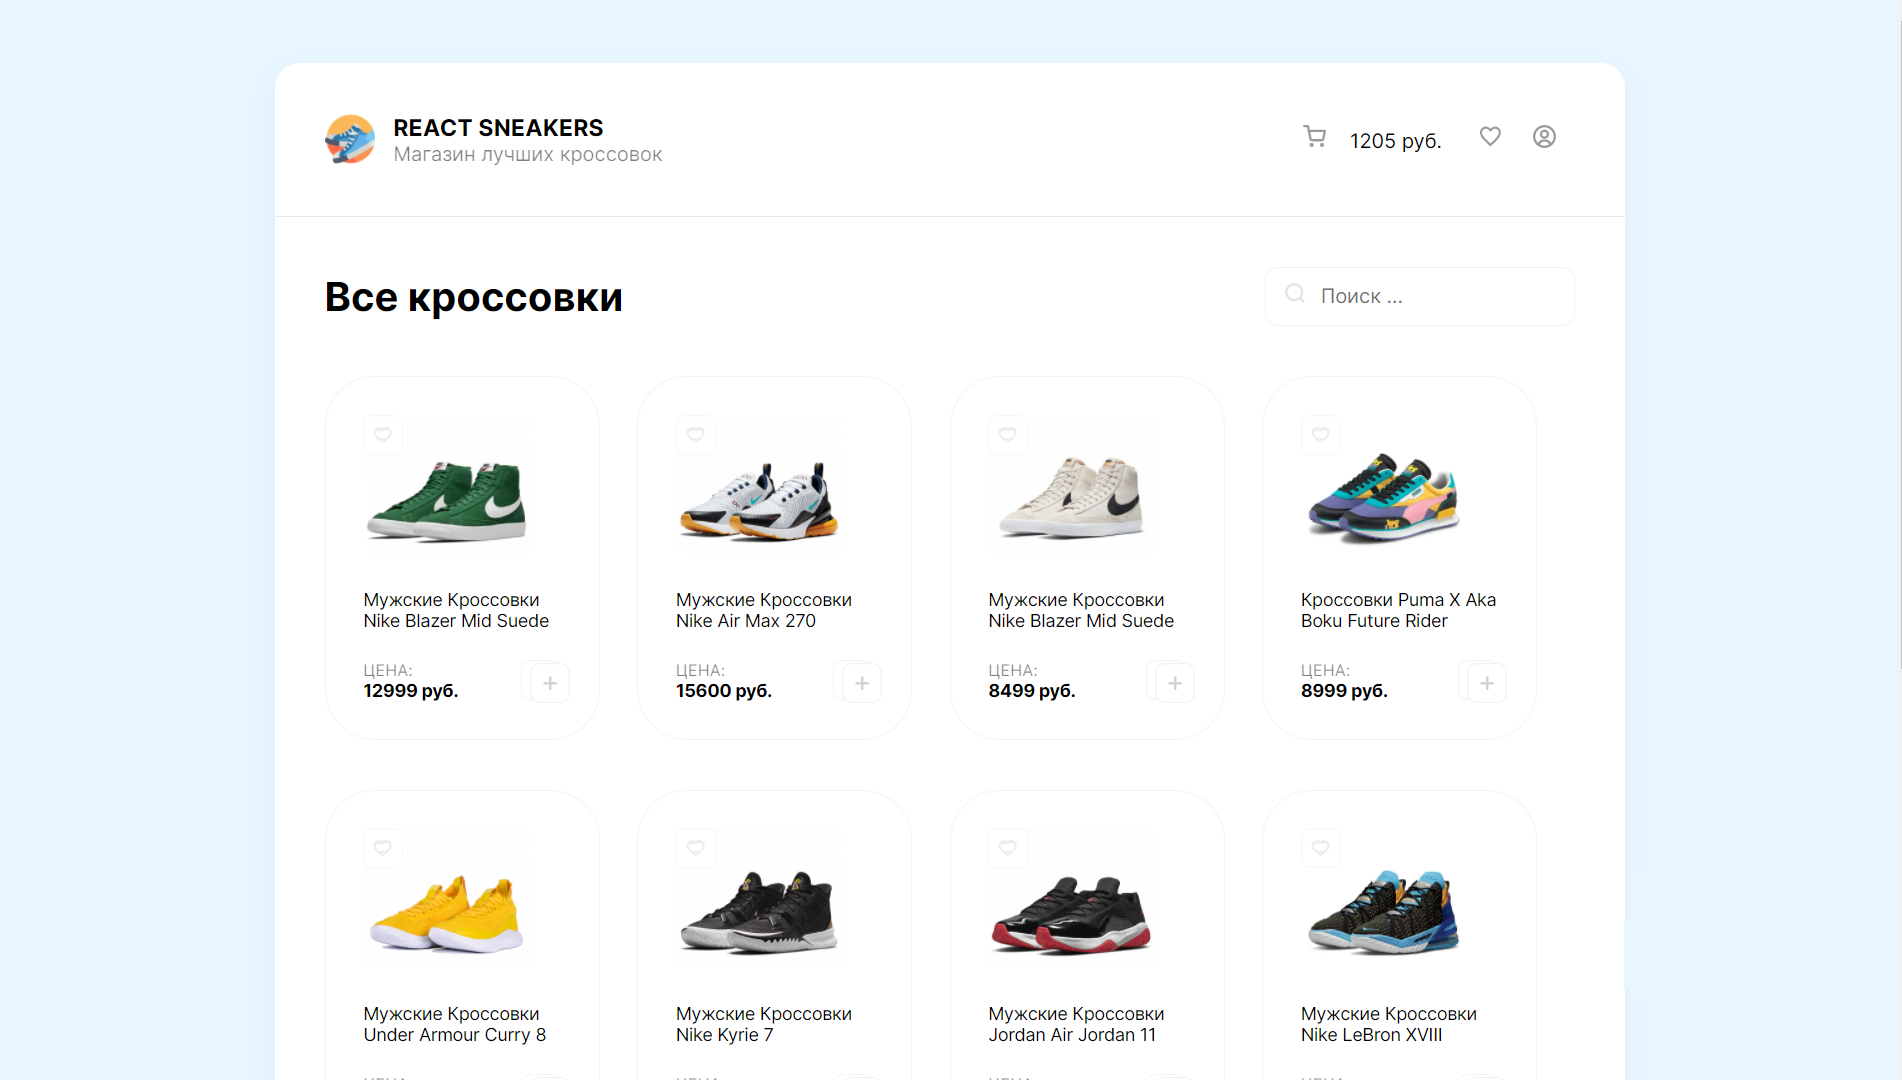 REACT SNEAKERS
Магазин лучших кроссовок
1205 руб.
Все кроссовки
Поиск ...
Мужские Кроссовки
Nike Blazer Mid Suede
ЦЕНА:
12999 руб.
Мужские Кроссовки
Nike Air Max 270
ЦЕНА:
15600 руб.
Мужские Кроссовки
Nike Blazer Mid Suede
ЦЕНА:
8499 руб.
Кроссовки Puma X Aka
Boku Future Rider
ЦЕНА:
8999 руб.
Мужские Кроссовки
Under Armour Curry 8
Мужские Кроссовки
Nike Kyrie 7
Мужские Кроссовки
Jordan Air Jordan 11
Мужские Кроссовки
Nike LeBron XVIII